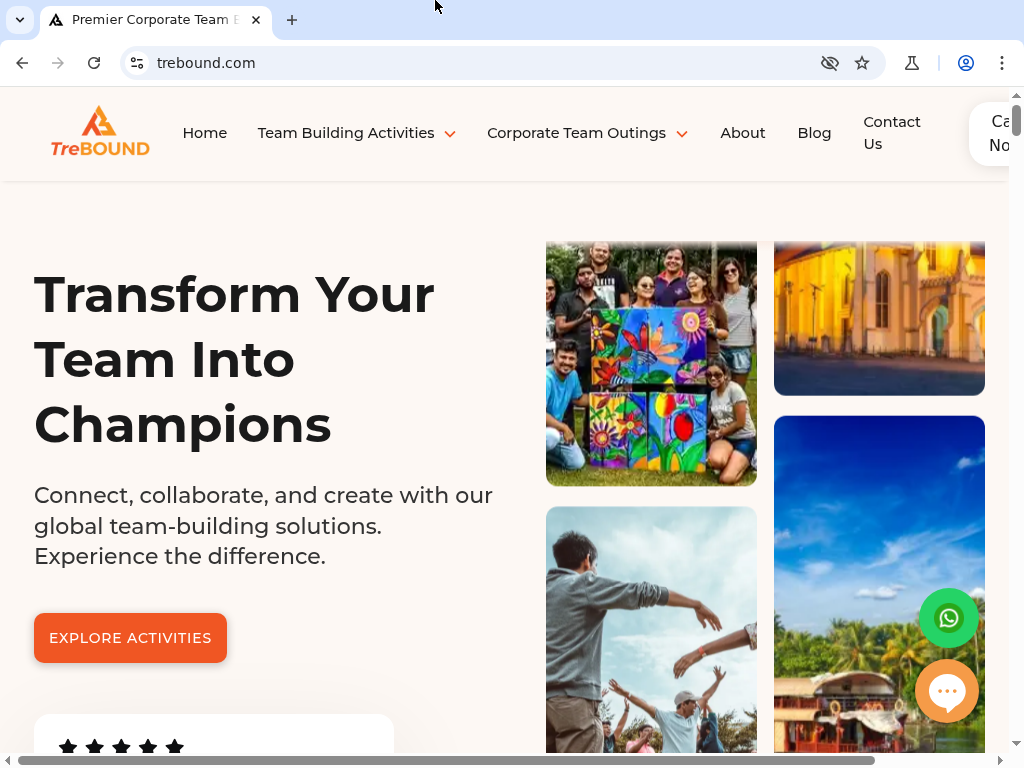 Premier Corporate Team
trebound.com
TreBOUND
Home
Team Building Activities
Corporate Team Outings
About
Blog
Contact
Us
Ca
No
Transform Your
Team Into
Champions
Connect, collaborate, and create with our
global team-building solutions.
Experience the difference.
EXPLORE ACTIVITIES